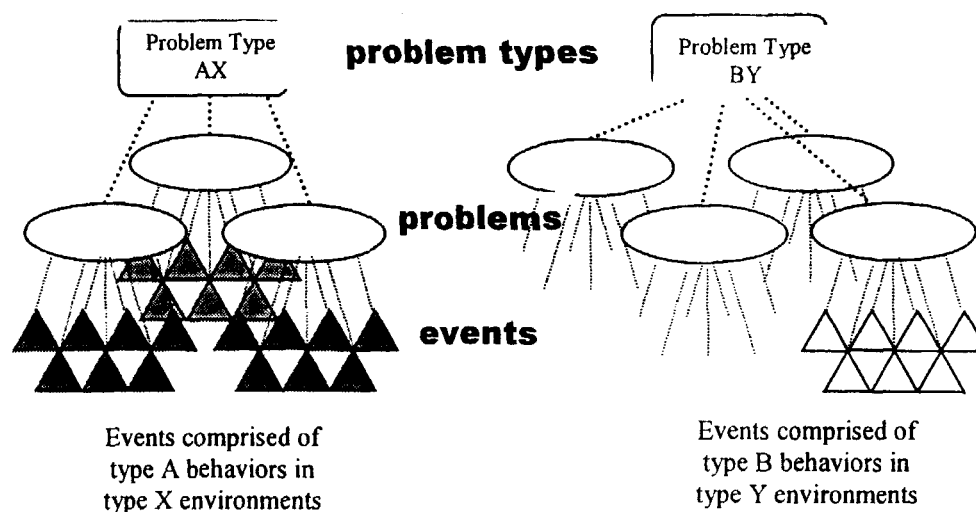 Problem Type
AX
problem types
Problem Type
BY
problems
events
Events comprised of
type A behaviors in
type X environments
Events comprised of
type B behaviors in
type Y environments